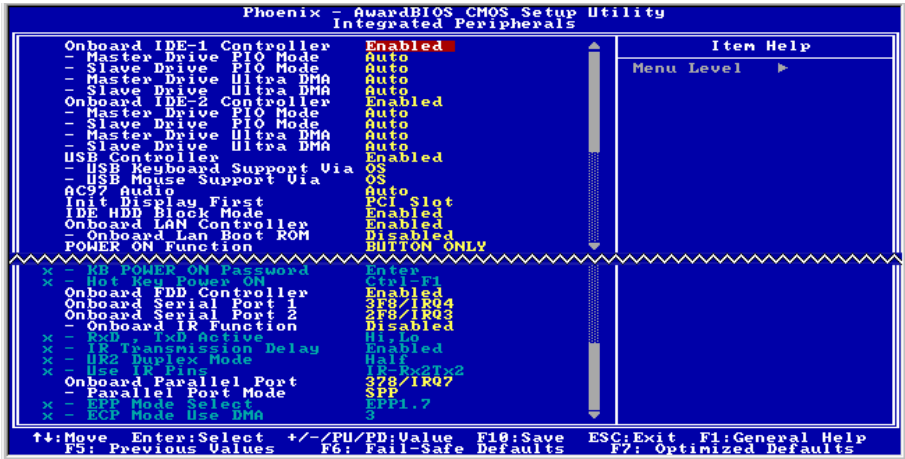 Phoenix - AwardBIOS CMOS Setup Utility
Integrated Peripherals
Onboard IDE-1 Controller Enabled
- Master Drive PIO Mode Auto
- Slave Drive PIO Mode Auto
- Master Drive Ultra DMA Auto
- Slave Drive Ultra DMA Auto
Onboard IDE-2 Controller Enabled
- Master Drive PIO Mode Auto
- Slave Drive PIO Mode Auto
- Master Drive Ultra DMA Auto
- Slave Drive Ultra DMA Auto
USB Controller Enabled
- USB Keyboard Support Via OS
- USB Mouse Support Via OS
AC97 Audio Auto
Init Display First PCI Slot
IDE HDD Block Mode Enabled
Onboard LAN Controller Enabled
- Onboard Lan Boot ROM Disabled
POWER ON Function BUTTON ONLY
x - KB POWER ON Password Enter
x - Hot Key Power ON Ctrl-F1
Onboard FDD Controller Enabled
Onboard Serial Port 1 3F8/IRQ4
Onboard Serial Port 2 2F8/IRQ3
- Onboard IR Function Disabled
x - RxD , TxD Active Hi,Lo
x - IR Transmission Delay Enabled
x - UR2 Duplex Mode Half
x - Use IR Pins IR-Rx2Tx2
Onboard Parallel Port 378/IRQ7
- Parallel Port Mode SPP
x - EPP Mode Select EPP1.7
x - ECP Mode Use DMA 3
Item Help
Menu Level ►
↑↓:Move Enter:Select +/-/PU/PD:Value F10:Save ESC:Exit F1:General Help
F5: Previous Values F6: Fail-Safe Defaults F7: Optimized Defaults